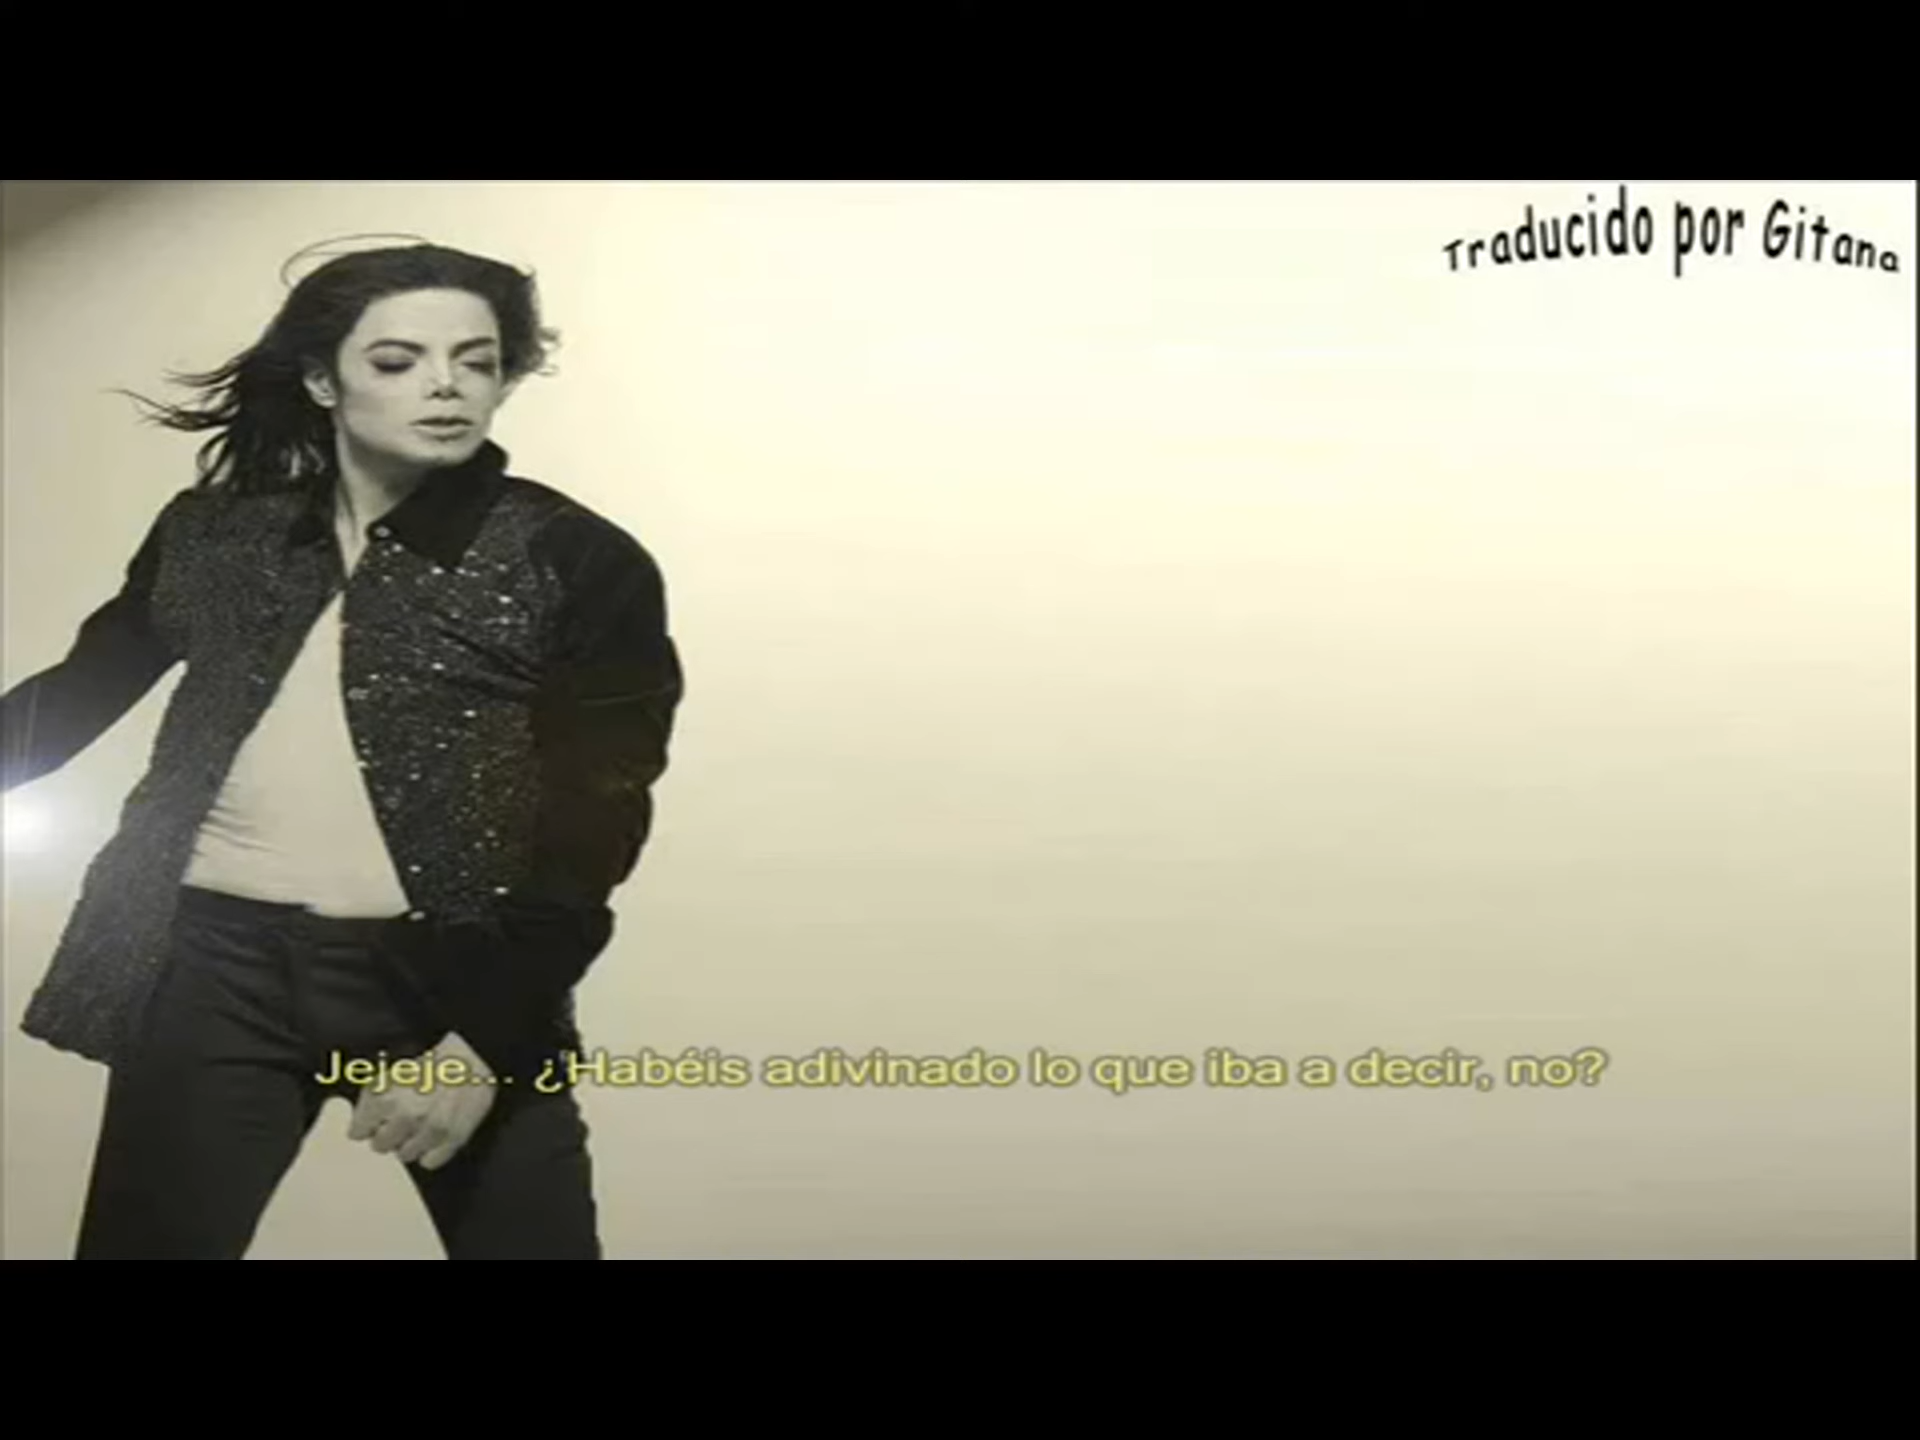 Traducido por Gitana
Jejeje... ¿Habéis adivinado lo que iba a decir, no?